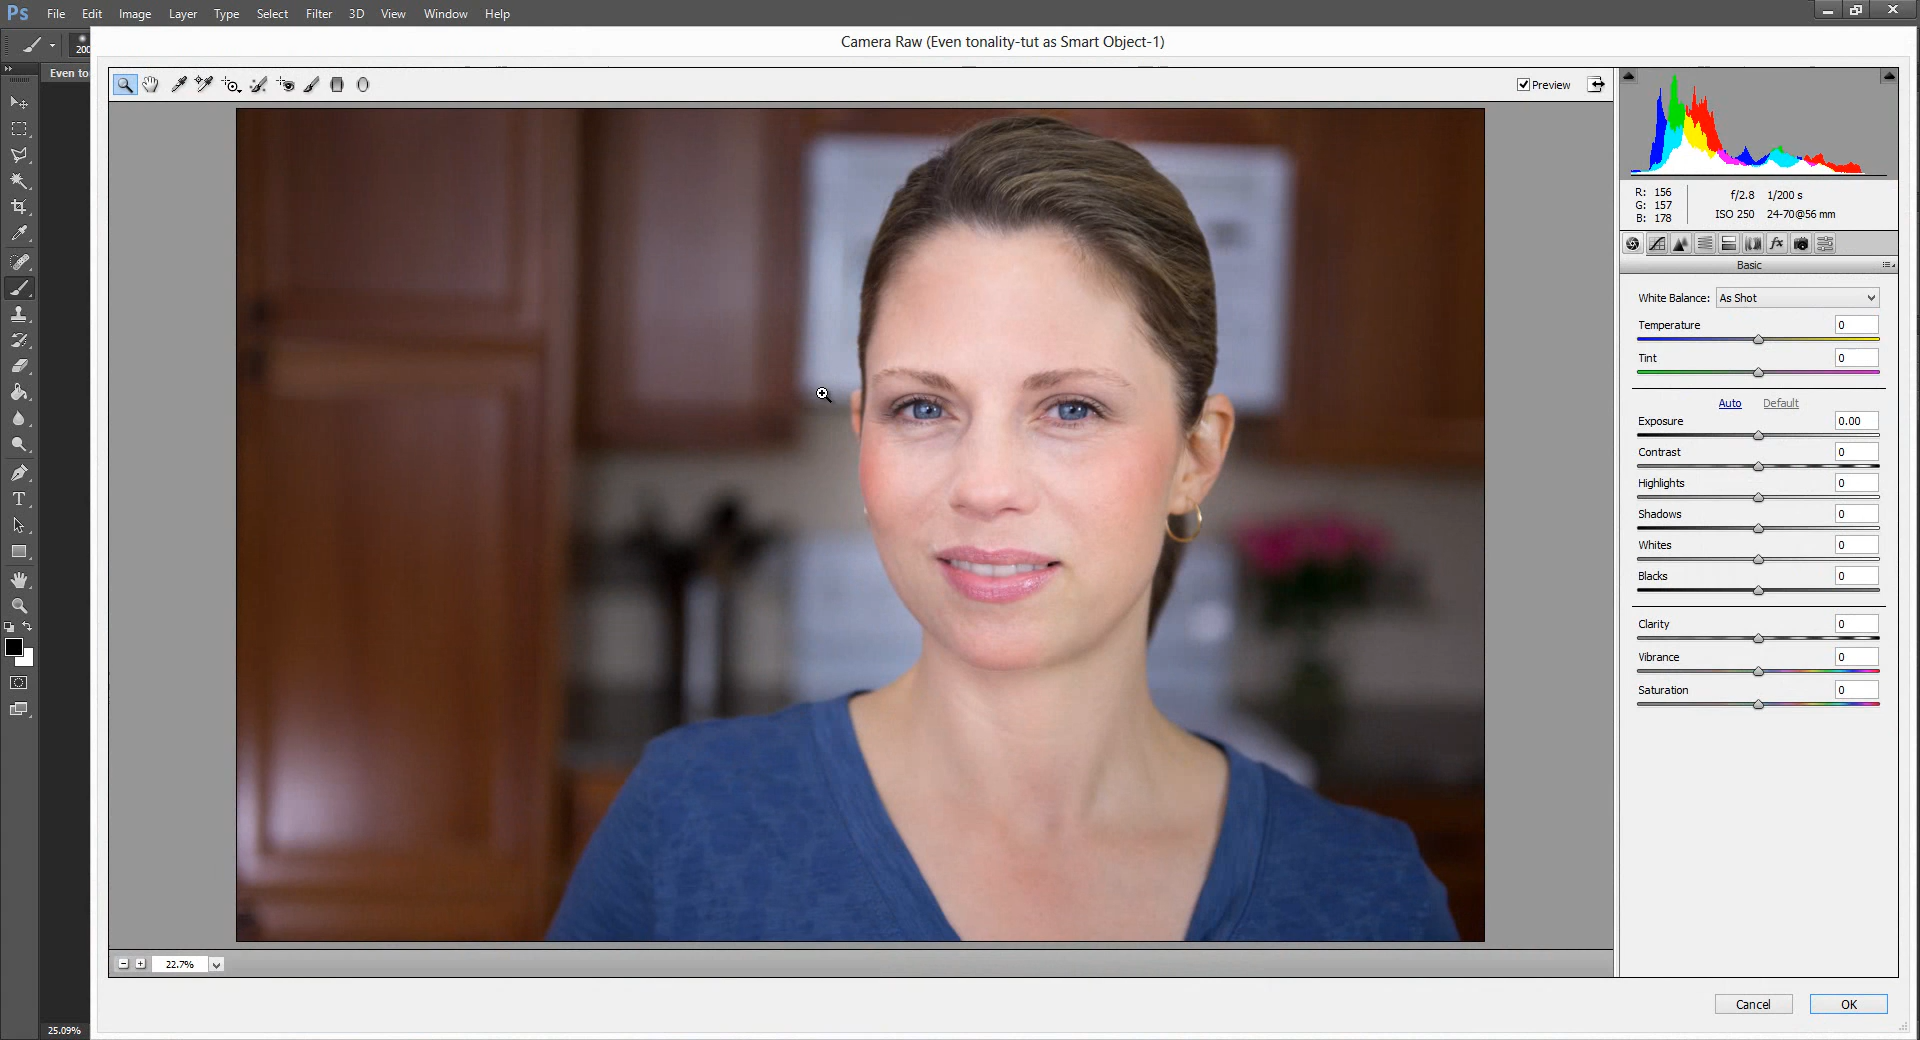 Ps File Edit Image Layer Type Select Filter 3D View Window Help
200
Camera Raw (Even tonality-tut as Smart Object-1)
Even to
Preview
R: 156
G: 157
B: 178
f/2.8 1/200 s
ISO 250 24-70@56 mm
fx
Basic
White Balance: As Shot
Temperature 0
Tint 0
Auto Default
Exposure 0.00
Contrast 0
Highlights 0
Shadows 0
Whites 0
Blacks 0
Clarity 0
Vibrance 0
Saturation 0
T
22.7%
Cancel OK
25.09%